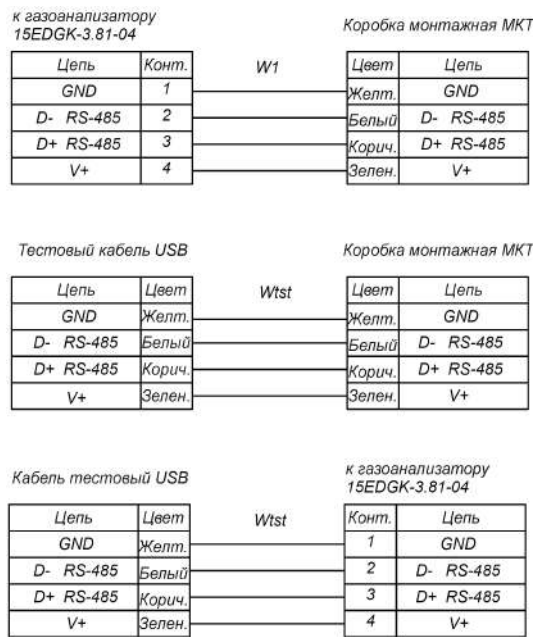 к газоанализатору
15EDGK-3.81-04
Коробка монтажная МКТ
Цепь Конт. W1 Цвет Цепь
GND 1 Желт. GND
D- RS-485 2 Белый D- RS-485
D+ RS-485 3 Корич. D+ RS-485
V+ 4 Зелен. V+
Тестовый кабель USB Коробка монтажная МКТ
Цепь Цвет Wtst Цвет Цепь
GND Желт. Желт. GND
D- RS-485 Белый Белый D- RS-485
D+ RS-485 Корич. Корич. D+ RS-485
V+ Зелен. Зелен. V+
Кабель тестовый USB
к газоанализатору
15EDGK-3.81-04
Цепь Цвет Wtst Конт. Цепь
GND Желт. 1 GND
D- RS-485 Белый 2 D- RS-485
D+ RS-485 Корич. 3 D+ RS-485
V+ Зелен. 4 V+